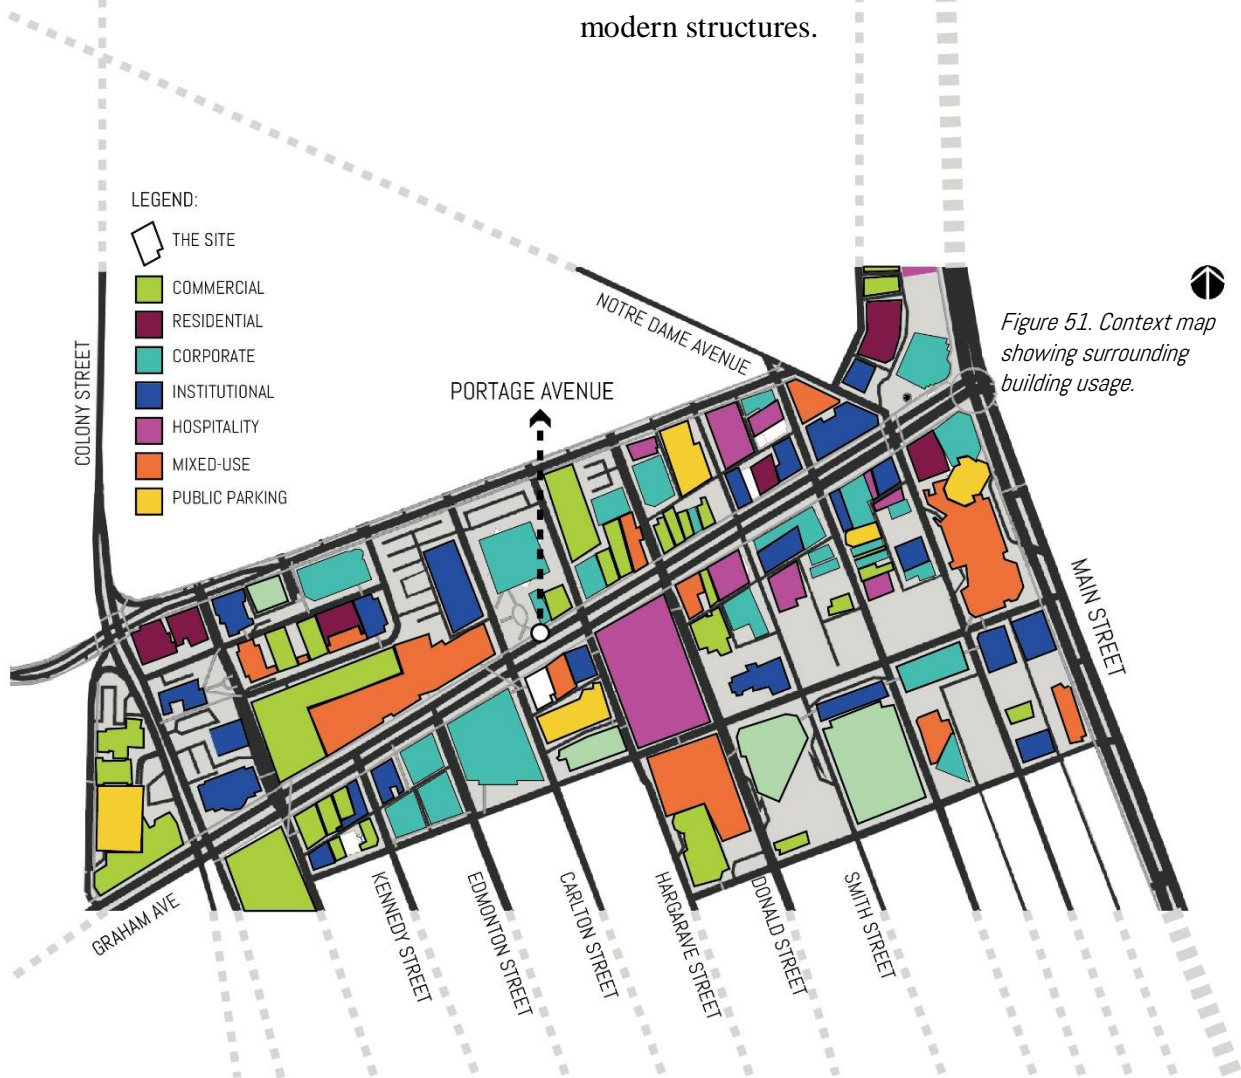 modern structures.
LEGEND:
THE SITE
COMMERCIAL
RESIDENTIAL
CORPORATE
INSTITUTIONAL
HOSPITALITY
MIXED-USE
PUBLIC PARKING
COLONY STREET
NOTRE DAME AVENUE
PORTAGE AVENUE
Figure 51. Context map
showing surrounding
building usage.
MAIN STREET
GRAHAM AVE
KENNEDY STREET
EDMONTON STREET
CARLTON STREET
HARGRAVE STREET
DONALD STREET
SMITH STREET